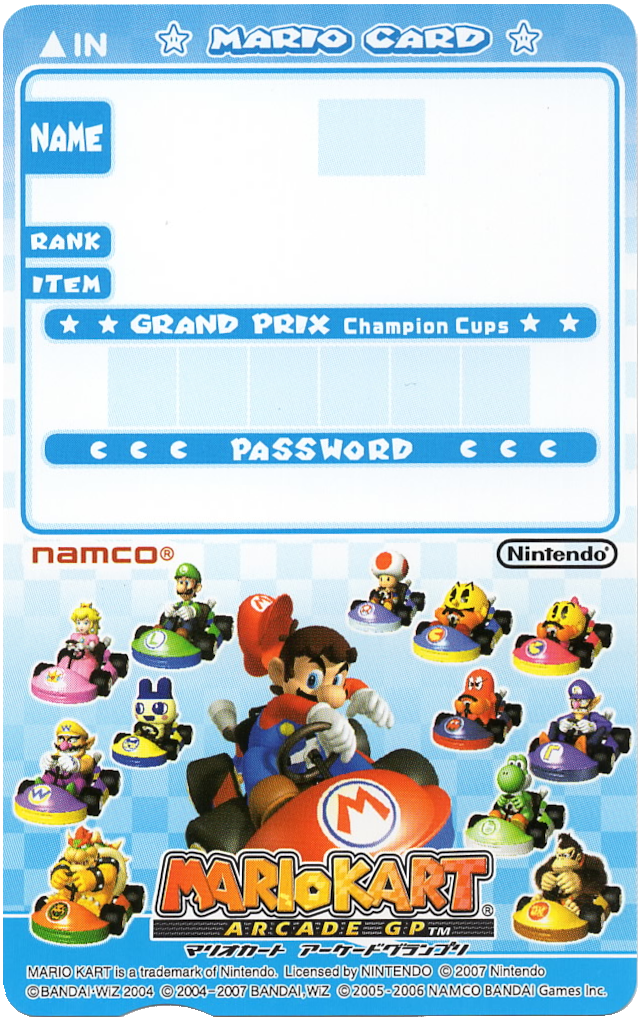 ▲IN ☆ MARIO CARD ☆
NAME
RANK
ITEM
★ ★ GRAND PRIX Champion Cups ★ ★
PASSWORD
namco®
Nintendo®
MARIOKART®
ARCADE GP™
マリオカート アーケードグランプリ
MARIO KART is a trademark of Nintendo. Licensed by NINTENDO ©2007 Nintendo
©BANDAI･WiZ 2004 ©2004-2007 BANDAI,WiZ ©2005-2006 NAMCO BANDAI Games Inc.